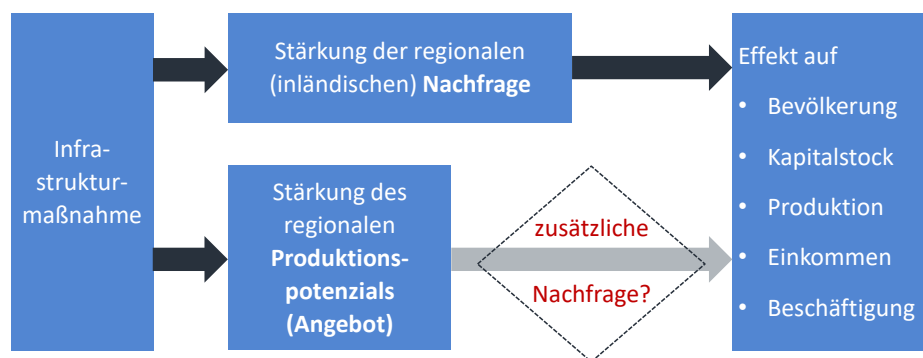 Infra-
struktur-
maßnahme
Stärkung der regionalen
(inländischen) Nachfrage
Stärkung des
regionalen
Produktions-
potenzials
(Angebot)
zusätzliche
Nachfrage?
Effekt auf
• Bevölkerung
• Kapitalstock
• Produktion
• Einkommen
• Beschäftigung